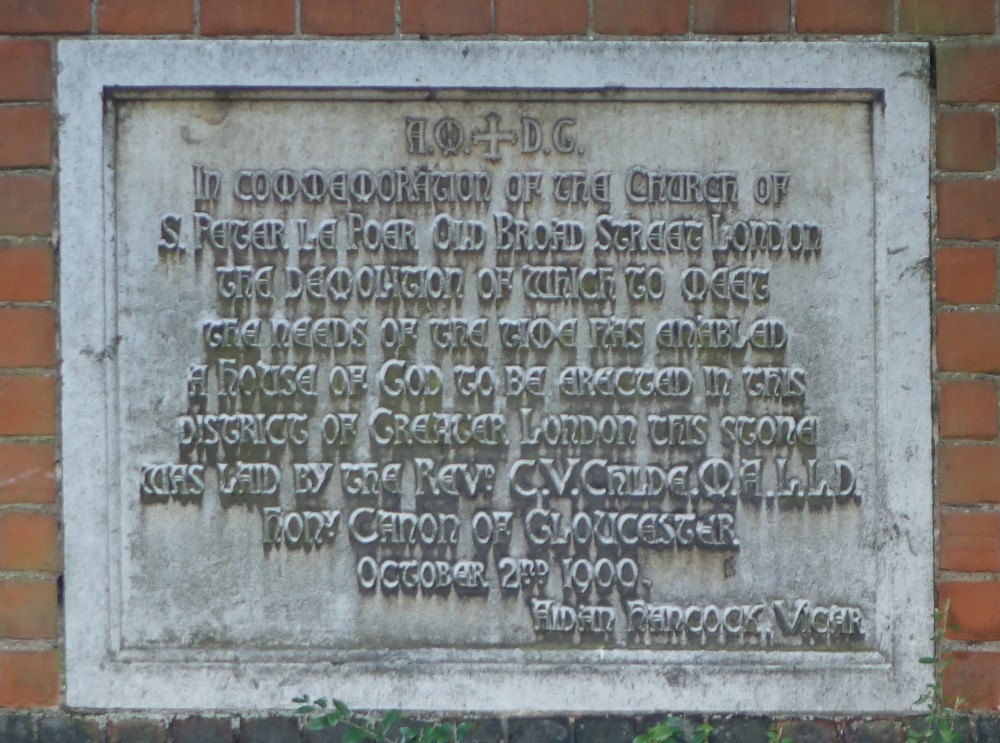 A.M. ✠ D.G.
In commemoration of the Church of
S. Peter le Poer Old Broad Street London
the demolition of which to meet
the needs of the time has enabled
a House of God to be erected in this
district of Greater London this stone
was laid by the Revd. C.V. Childe. M.A. L.L.D.
Hony. Canon of Gloucester
October 2nd 1900.
Aidan Hancock, Vicar